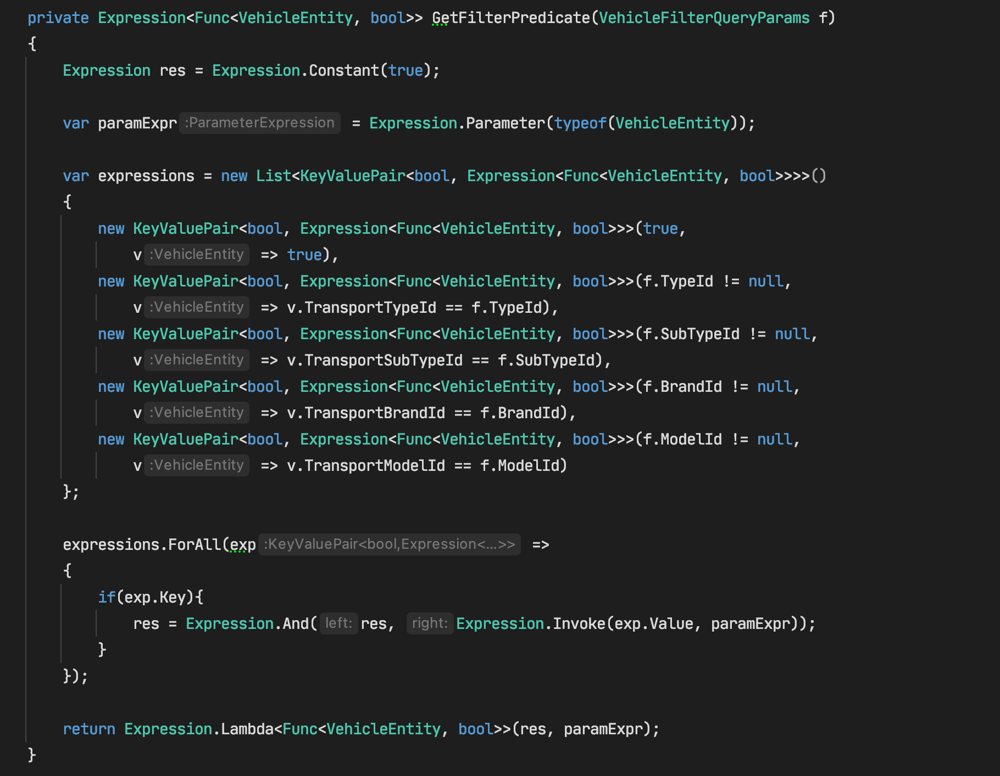 private Expression<Func<VehicleEntity, bool>> GetFilterPredicate(VehicleFilterQueryParams f)
{
Expression res = Expression.Constant(true);
var paramExpr :ParameterExpression = Expression.Parameter(typeof(VehicleEntity));
var expressions = new List<KeyValuePair<bool, Expression<Func<VehicleEntity, bool>>>>()
{
new KeyValuePair<bool, Expression<Func<VehicleEntity, bool>>>(true,
v :VehicleEntity => true),
new KeyValuePair<bool, Expression<Func<VehicleEntity, bool>>>(f.TypeId != null,
v :VehicleEntity => v.TransportTypeId == f.TypeId),
new KeyValuePair<bool, Expression<Func<VehicleEntity, bool>>>(f.SubTypeId != null,
v :VehicleEntity => v.TransportSubTypeId == f.SubTypeId),
new KeyValuePair<bool, Expression<Func<VehicleEntity, bool>>>(f.BrandId != null,
v :VehicleEntity => v.TransportBrandId == f.BrandId),
new KeyValuePair<bool, Expression<Func<VehicleEntity, bool>>>(f.ModelId != null,
v :VehicleEntity => v.TransportModelId == f.ModelId)
};
expressions.ForAll(exp :KeyValuePair<bool,Expression<...>> =>
{
if(exp.Key){
res = Expression.And( left: res, right: Expression.Invoke(exp.Value, paramExpr));
}
});
return Expression.Lambda<Func<VehicleEntity, bool>>(res, paramExpr);
}